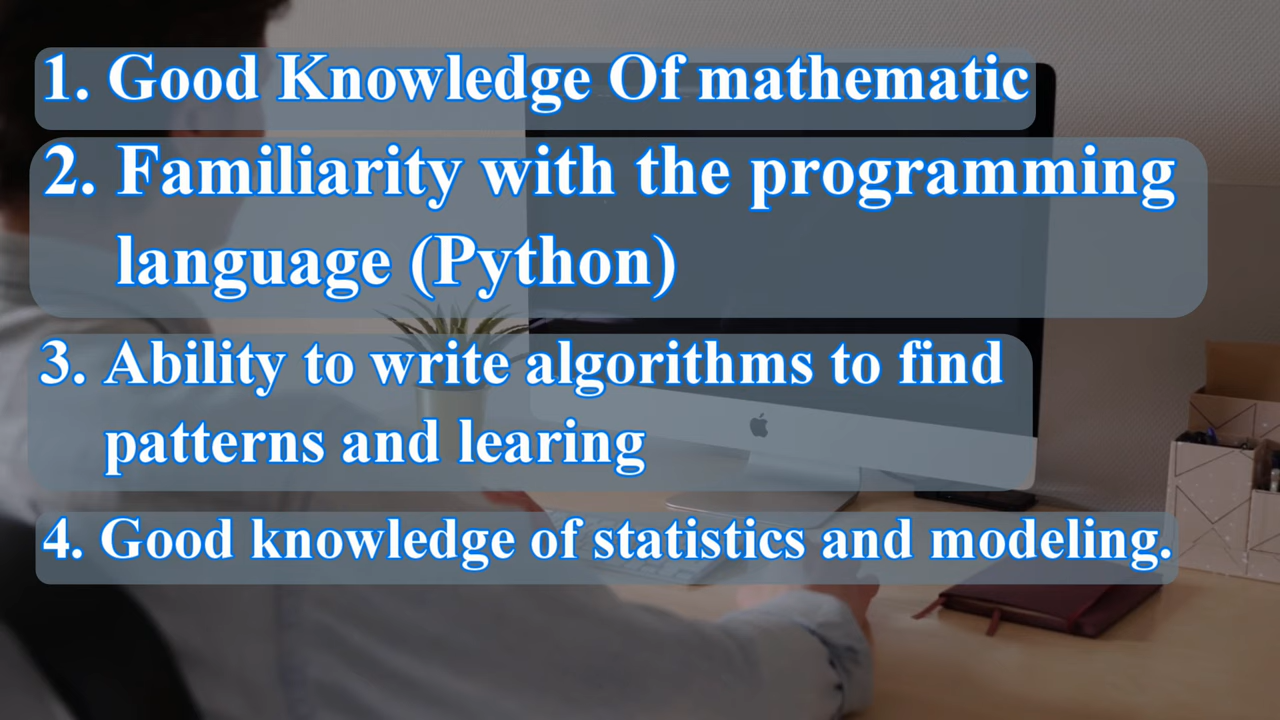 1. Good Knowledge Of mathematic
2. Familiarity with the programming
language (Python)
3. Ability to write algorithms to find
patterns and learing
4. Good knowledge of statistics and modeling.